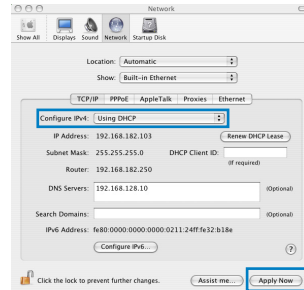 Network
Show All Displays Sound Network Startup Disk
Location: Automatic
Show: Built-in Ethernet
TCP/IP PPPoE AppleTalk Proxies Ethernet
Configure IPv4: Using DHCP
IP Address: 192.168.182.103 Renew DHCP Lease
Subnet Mask: 255.255.255.0 DHCP Client ID:
(If required)
Router: 192.168.182.250
DNS Servers: 192.168.128.10 (Optional)
Search Domains: (Optional)
IPv6 Address: fe80:0000:0000:0000:0211:24ff:fe32:b18e
Configure IPv6... ?
Click the lock to prevent further changes. Assist me... Apply Now